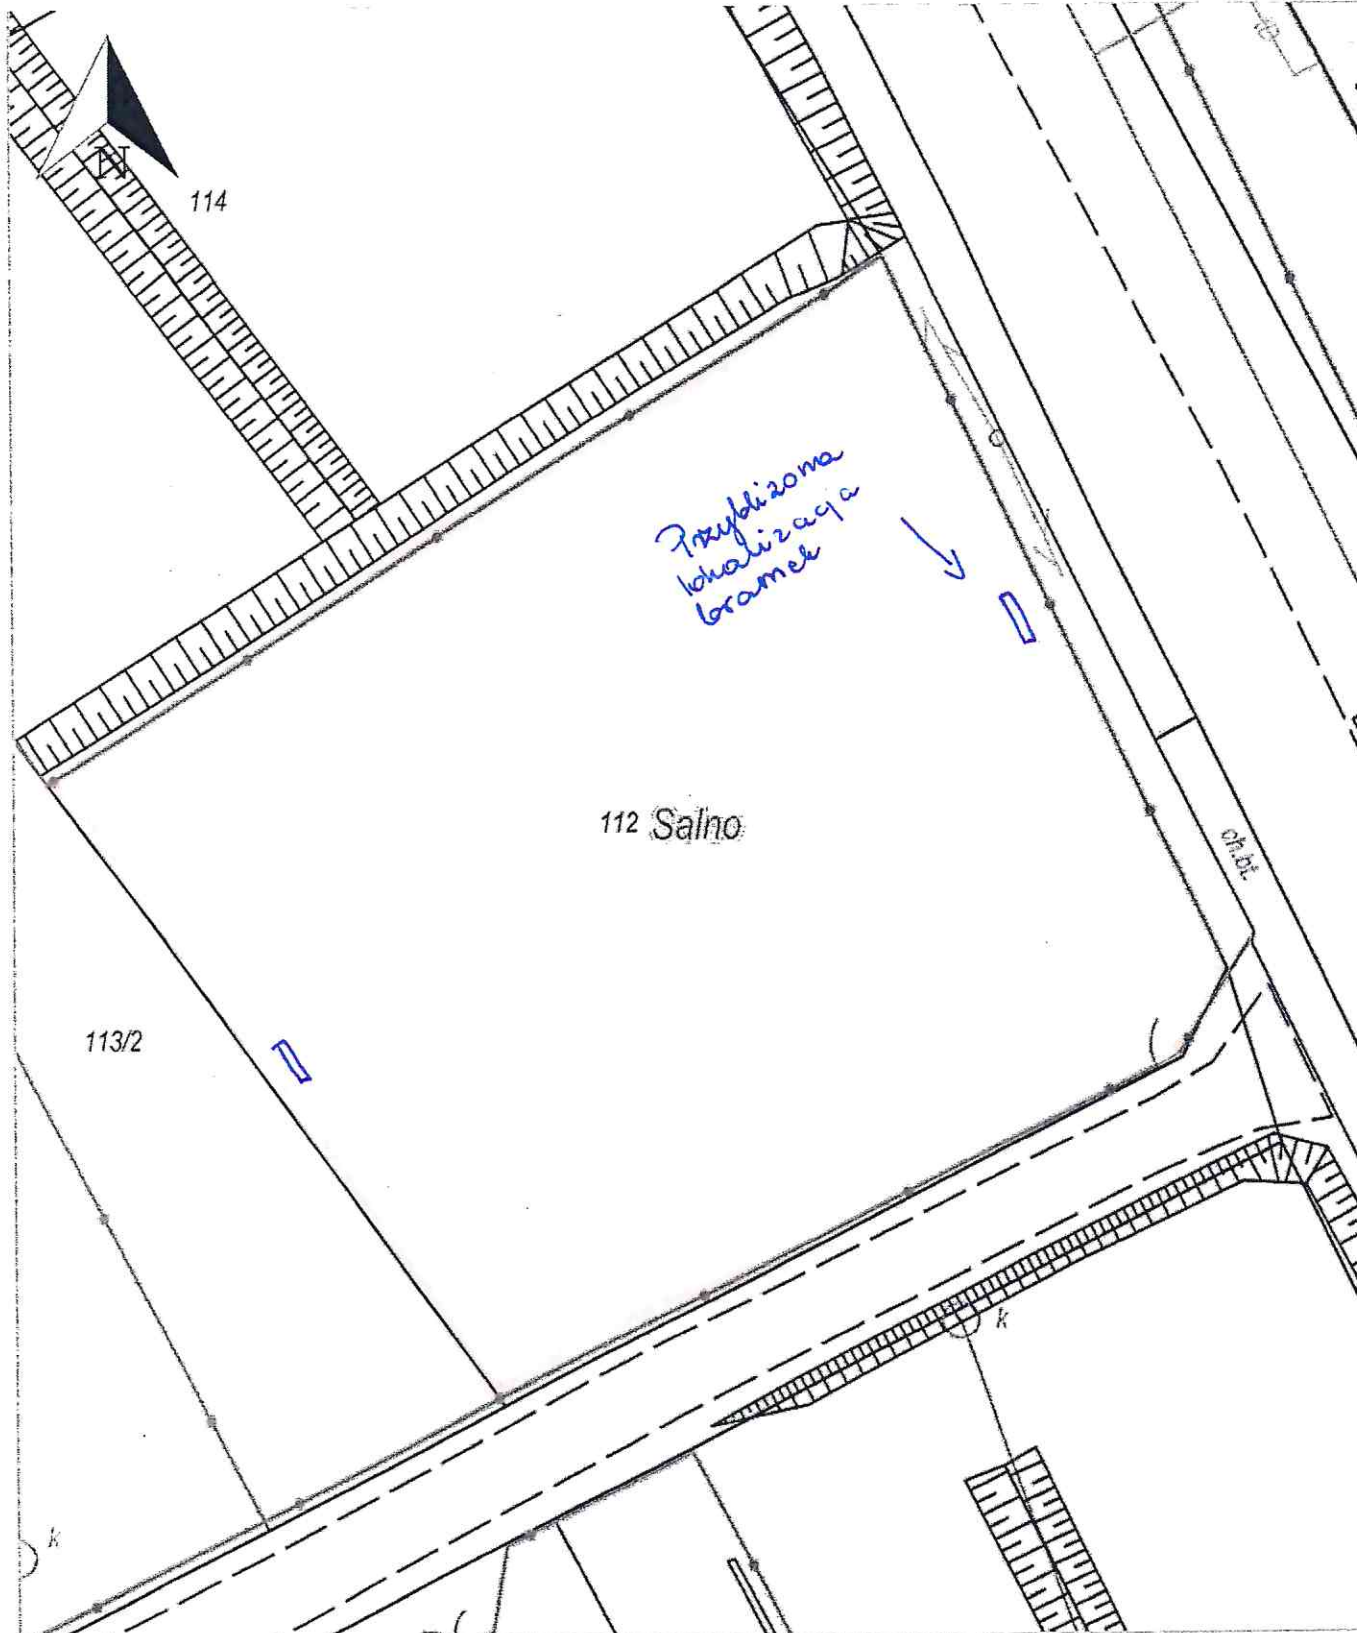 N
114
Przybliżona
lokalizacja
bramek
112 Salno
ch.bt.
113/2
k
k